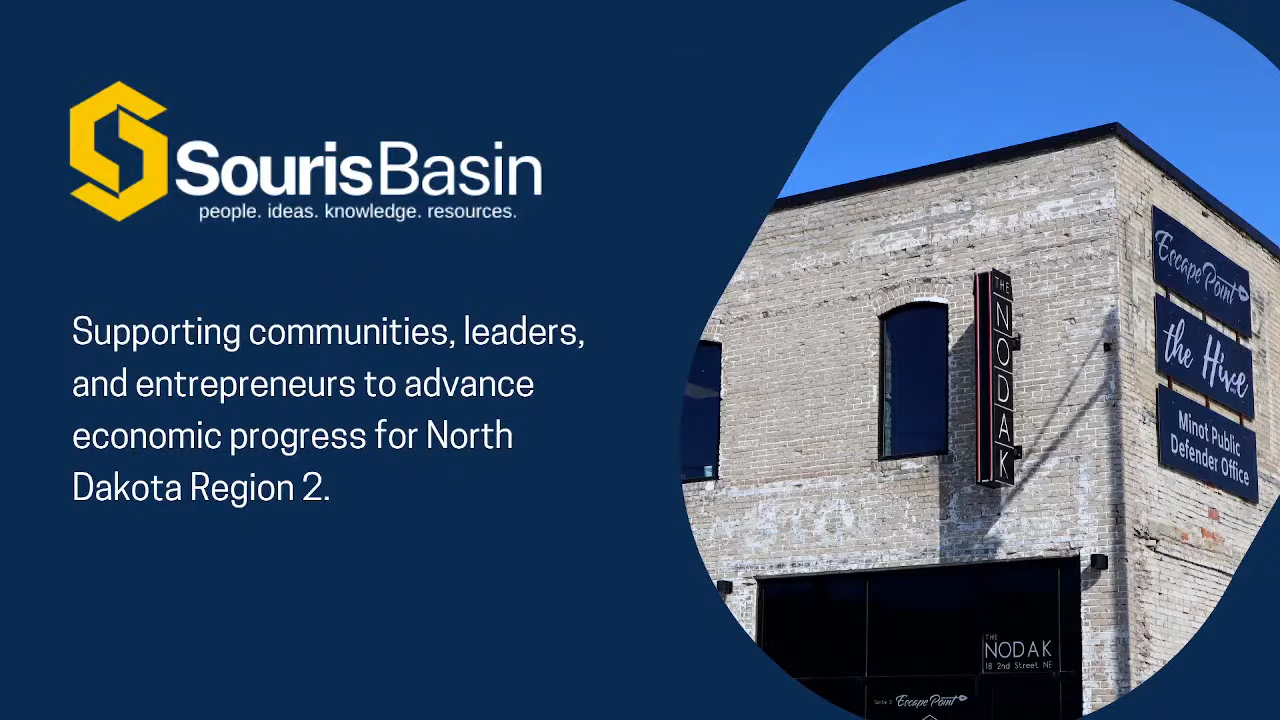 SourisBasin
people. ideas. knowledge. resources.
Supporting communities, leaders,
and entrepreneurs to advance
economic progress for North
Dakota Region 2.
THE NODAK
Escape Point
the Hive
Minot Public
Defender Office
THE
NODAK
18 2nd Street NE
Escape Point